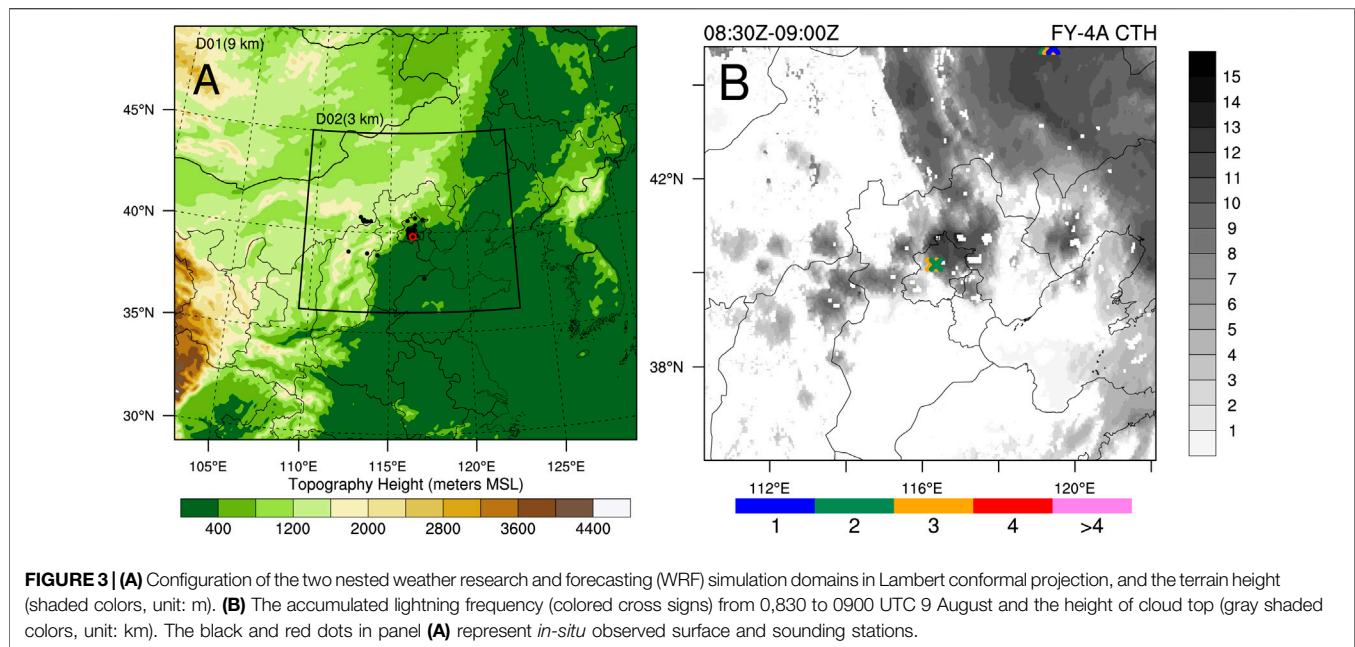 D01(9 km)
A
D02(3 km)
45°N
40°N
35°N
30°N
105°E 110°E 115°E 120°E 125°E
Topography Height (meters MSL)
400 1200 2000 2800 3600 4400
08:30Z-09:00Z FY-4A CTH
B
42°N
38°N
112°E 116°E 120°E
1 2 3 4 >4
15
14
13
12
11
10
9
8
7
6
5
4
3
2
1
FIGURE 3 | (A) Configuration of the two nested weather research and forecasting (WRF) simulation domains in Lambert conformal projection, and the terrain height
(shaded colors, unit: m). (B) The accumulated lightning frequency (colored cross signs) from 0,830 to 0900 UTC 9 August and the height of cloud top (gray shaded
colors, unit: km). The black and red dots in panel (A) represent in-situ observed surface and sounding stations.